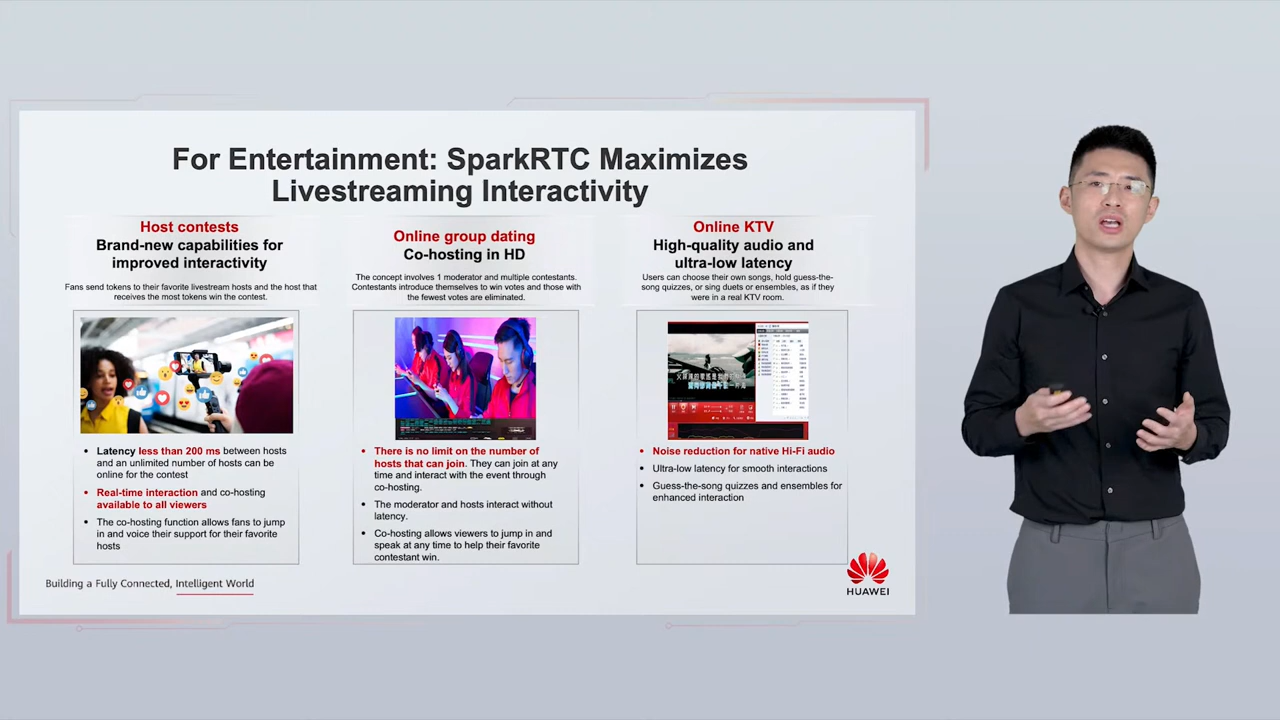 For Entertainment: SparkRTC Maximizes
Livestreaming Interactivity
Host contests
Brand-new capabilities for
improved interactivity
Fans send tokens to their favorite livestream hosts and the host that
receives the most tokens win the contest.
Latency less than 200 ms between hosts
and an unlimited number of hosts can be
online for the contest
Real-time interaction and co-hosting
available to all viewers
The co-hosting function allows fans to jump
in and voice their support for their favorite
hosts
Online group dating
Co-hosting in HD
The concept involves 1 moderator and multiple contestants.
Contestants introduce themselves to win votes and those with
the fewest votes are eliminated.
There is no limit on the number of
hosts that can join. They can join at any
time and interact with the event through
co-hosting.
The moderator and hosts interact without
latency.
Co-hosting allows viewers to jump in and
speak at any time to help their favorite
contestant win.
Online KTV
High-quality audio and
ultra-low latency
Users can choose their own songs, hold guess-the-
song quizzes, or sing duets or ensembles, as if they
were in a real KTV room.
Noise reduction for native Hi-Fi audio
Ultra-low latency for smooth interactions
Guess-the-song quizzes and ensembles for
enhanced interaction
Building a Fully Connected, Intelligent World
HUAWEI